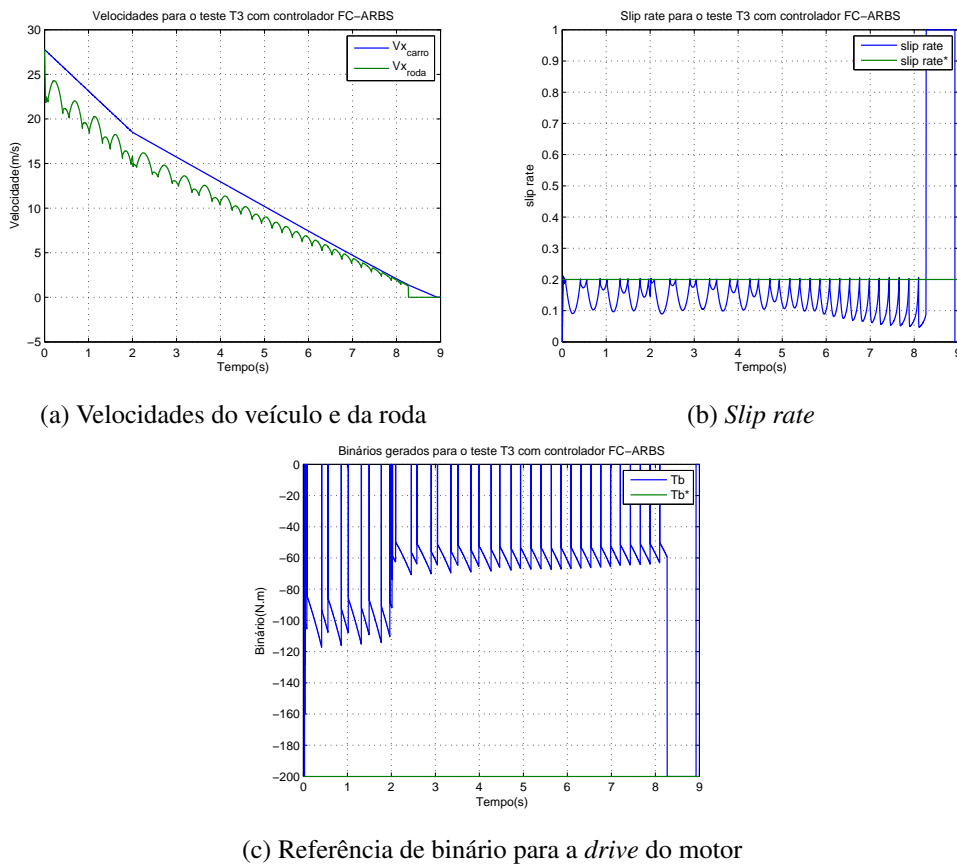 Velocidades para o teste T3 com controlador FC−ARBS
Velocidade(m/s)
30
25
20
15
10
5
0
−5
Vx_carro
Vx_roda
0 1 2 3 4 5 6 7 8 9
Tempo(s)
(a) Velocidades do veículo e da roda
Slip rate para o teste T3 com controlador FC−ARBS
slip rate
1
0.9
0.8
0.7
0.6
0.5
0.4
0.3
0.2
0.1
0
slip rate
slip rate*
0 1 2 3 4 5 6 7 8 9
Tempo(s)
(b) Slip rate
Binários gerados para o teste T3 com controlador FC−ARBS
Binário(N.m)
0
−20
−40
−60
−80
−100
−120
−140
−160
−180
−200
Tb
Tb*
0 1 2 3 4 5 6 7 8 9
Tempo(s)
(c) Referência de binário para a drive do motor